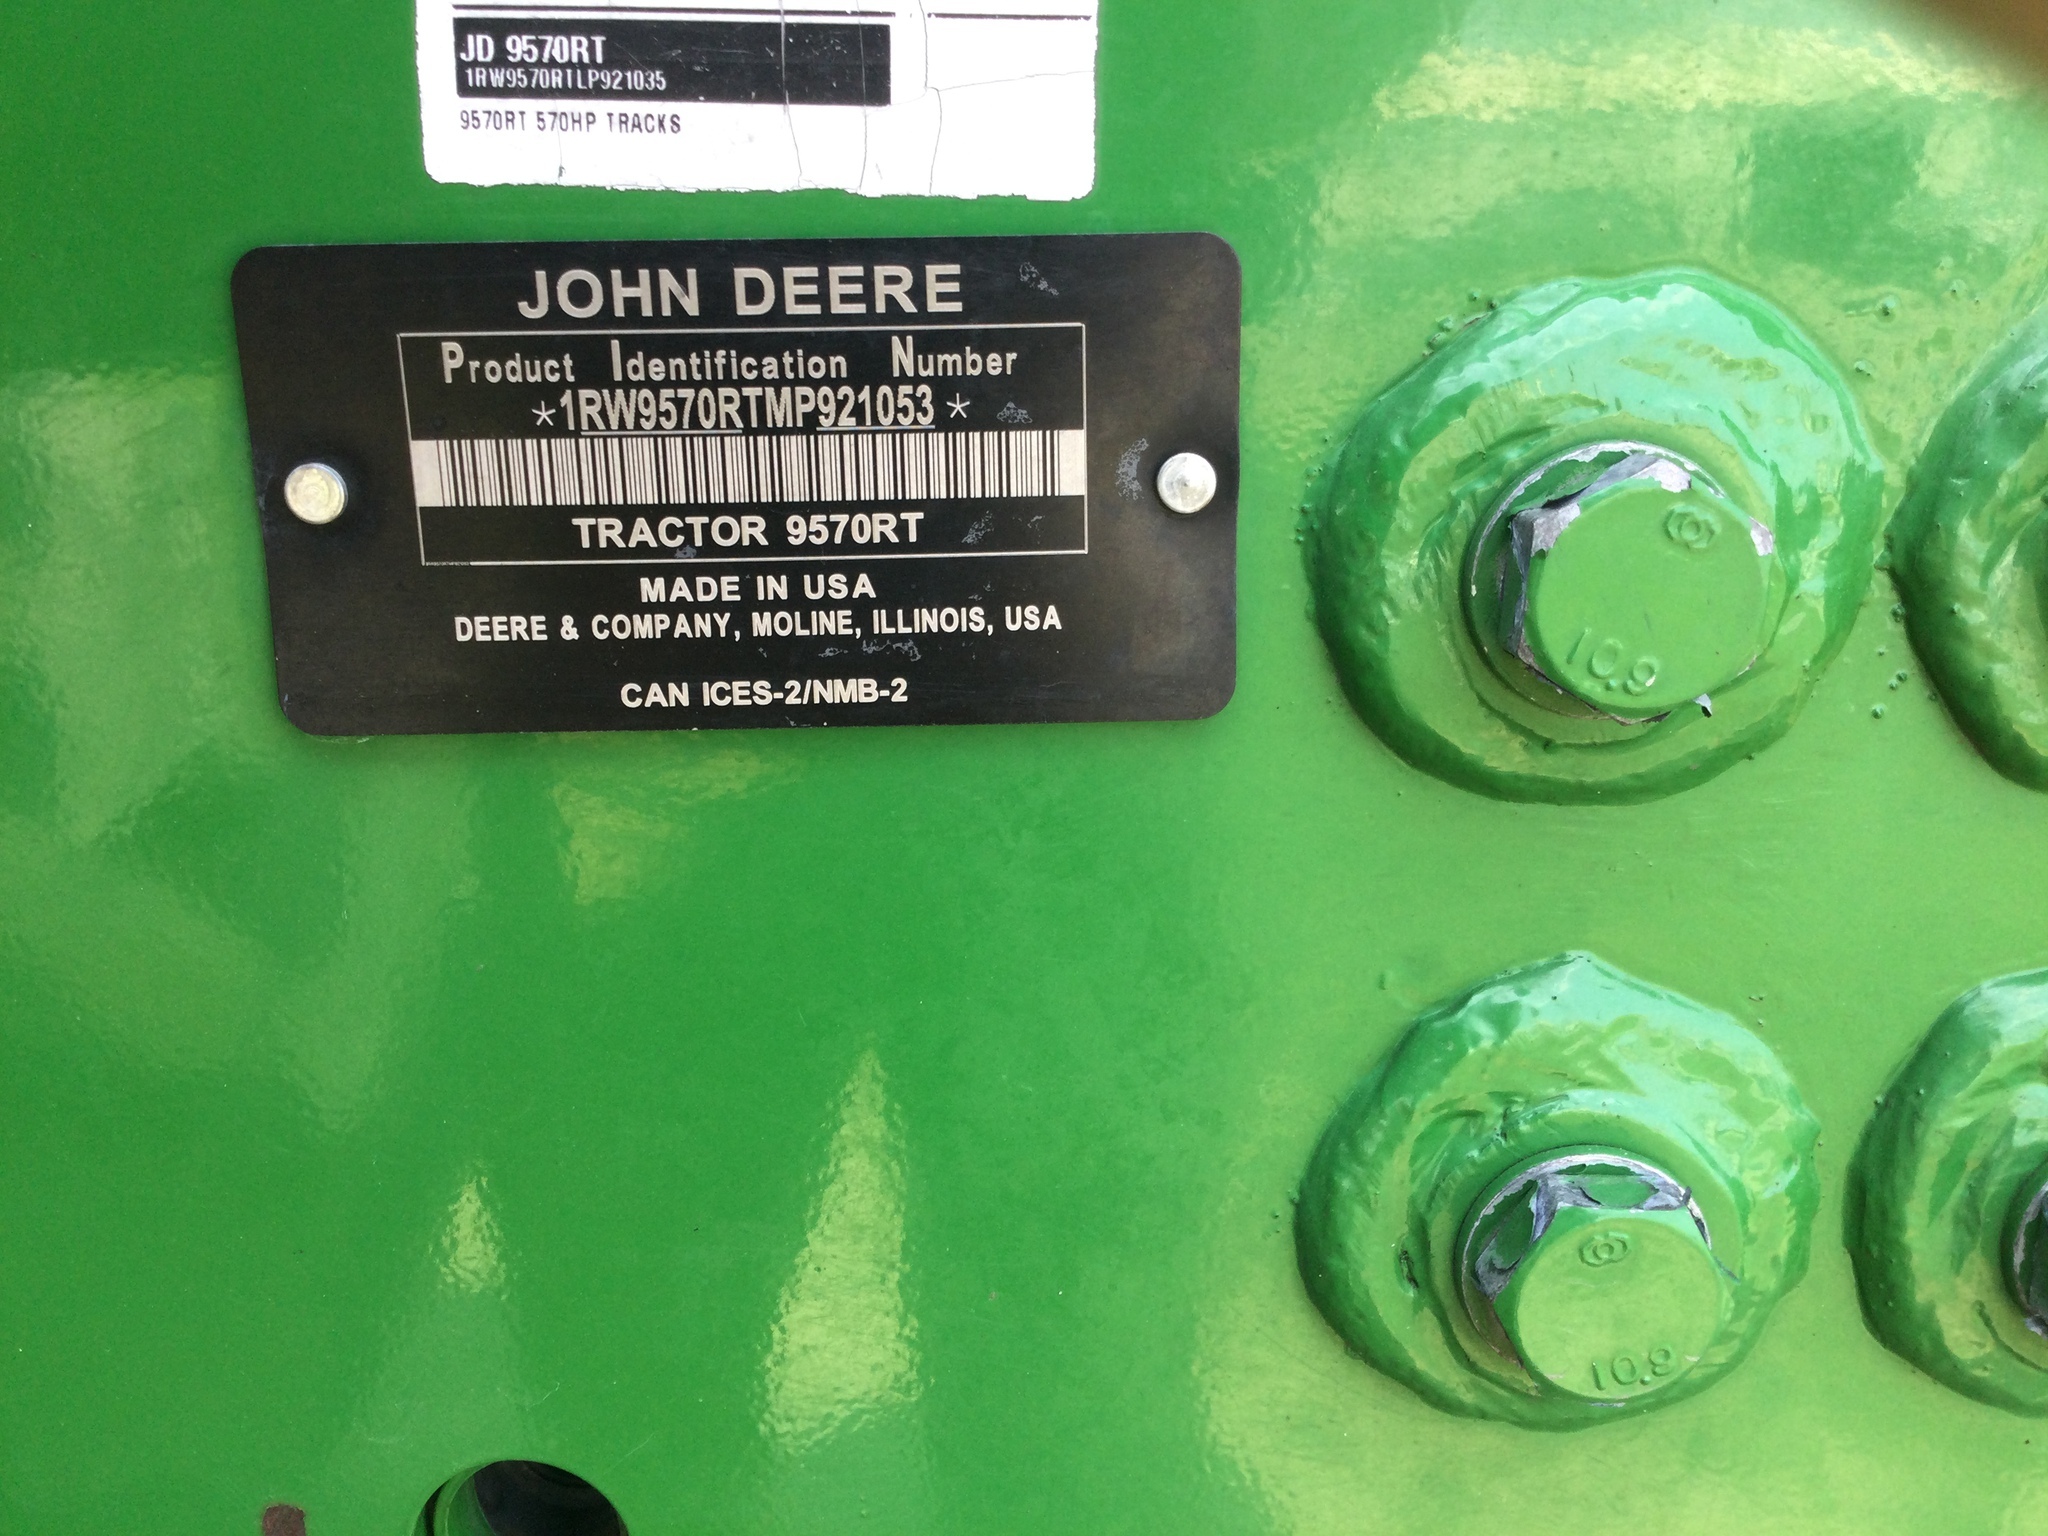 JD 9570RT
1RW9570RTLP921035
9570RT 570HP TRACKS
JOHN DEERE
Product Identification Number
*1RW9570RTMP921053*
TRACTOR 9570RT
MADE IN USA
DEERE & COMPANY, MOLINE, ILLINOIS, USA
CAN ICES-2/NMB-2
10.9
10.9